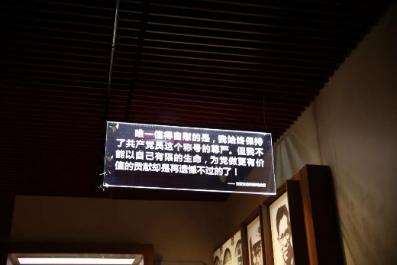 唯一值得自慰的是，我始终保持
了共产党员这个称号的尊严。但我不
能以自己有限的生命，为党做更有价
值的贡献却是再遗憾不过的了！